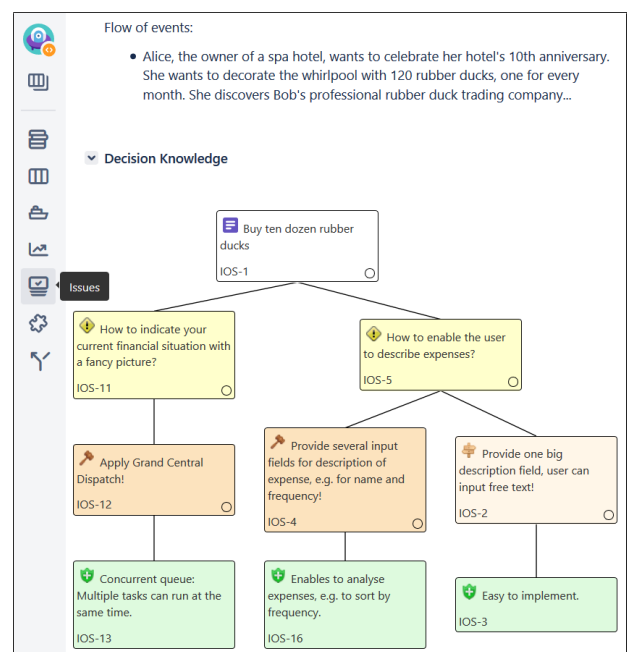 Flow of events:
• Alice, the owner of a spa hotel, wants to celebrate her hotel's 10th anniversary.
She wants to decorate the whirlpool with 120 rubber ducks, one for every
month. She discovers Bob's professional rubber duck trading company...
Decision Knowledge
Buy ten dozen rubber
ducks
IOS-1
Issues
How to indicate your
current financial situation with
a fancy picture?
IOS-11
How to enable the user
to describe expenses?
IOS-5
Apply Grand Central
Dispatch!
IOS-12
Provide several input
fields for description of
expense, e.g. for name and
frequency!
IOS-4
Provide one big
description field, user can
input free text!
IOS-2
Concurrent queue:
Multiple tasks can run at the
same time.
IOS-13
Enables to analyse
expenses, e.g. to sort by
frequency.
IOS-16
Easy to implement.
IOS-3